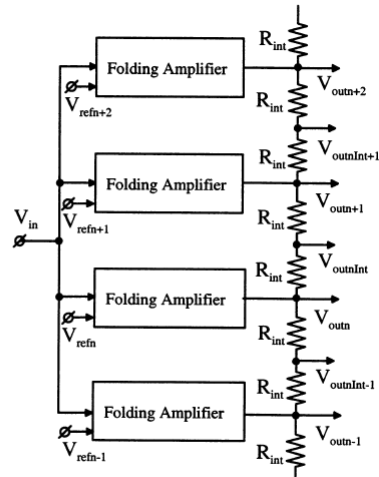 R_int
Folding Amplifier
V_outn+2
V_refn+2
R_int
V_outnInt+1
R_int
Folding Amplifier
V_outn+1
V_refn+1
R_int
V_in
V_outnInt
R_int
Folding Amplifier
V_outn
V_refn
R_int
V_outnInt-1
R_int
Folding Amplifier
V_outn-1
V_refn-1
R_int